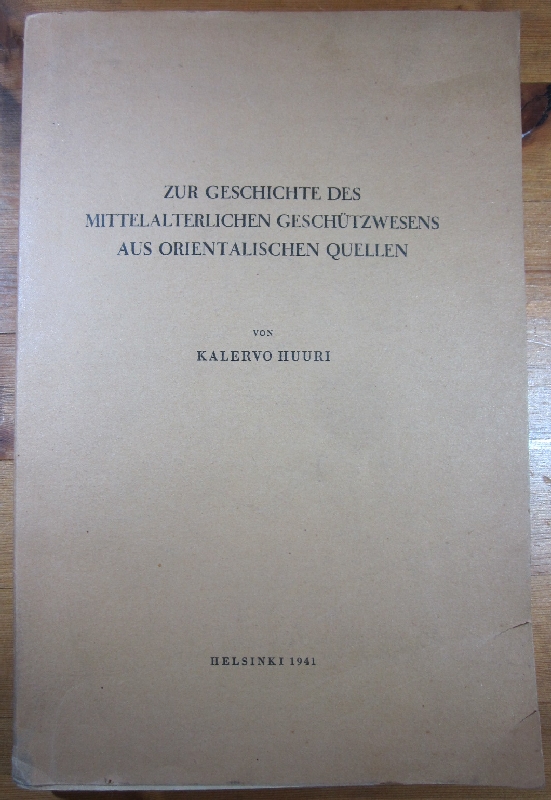 ZUR GESCHICHTE DES
MITTELALTERLICHEN GESCHÜTZWESENS
AUS ORIENTALISCHEN QUELLEN
VON
KALERVO HUURI
HELSINKI 1941